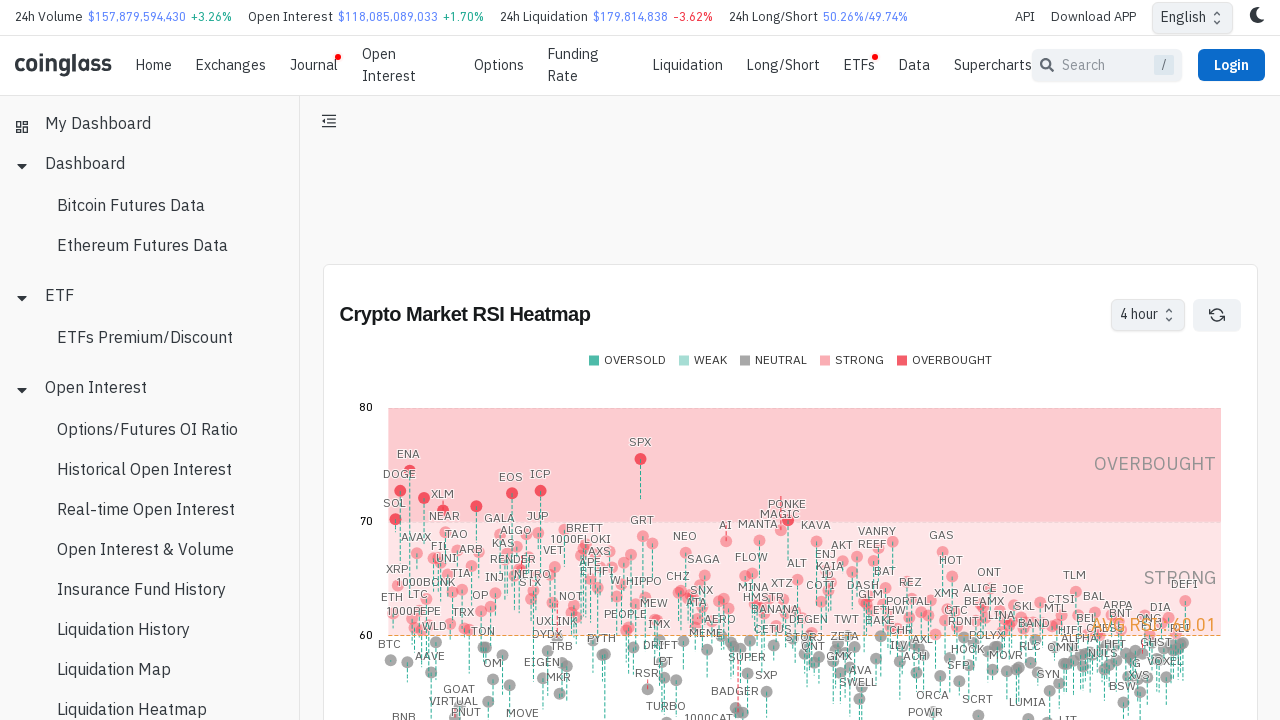 24h Volume $157,879,594,430 +3.26% Open Interest $118,085,089,033 +1.70% 24h Liquidation $179,814,838 -3.62% 24h Long/Short 50.26%/49.74% API Download APP English
coinglass Home Exchanges Journal Open Interest Options Funding Rate Liquidation Long/Short ETFs Data Supercharts Search / Login
My Dashboard
Dashboard
Bitcoin Futures Data
Ethereum Futures Data
ETF
ETFs Premium/Discount
Open Interest
Options/Futures OI Ratio
Historical Open Interest
Real-time Open Interest
Open Interest & Volume
Insurance Fund History
Liquidation History
Liquidation Map
Liquidation Heatmap
Crypto Market RSI Heatmap 4 hour
OVERSOLD WEAK NEUTRAL STRONG OVERBOUGHT
80
SPX
ENA
OVERBOUGHT
DOGE EOS ICP
XLM
SOL PONKE
NEAR GALA JUP MAGIC
70
GRT AI MANTA KAVA
TAO ALGO BRETT VANRY
AVAX 1000FLOKI NEO GAS
FIL ARB KAS VET AXS AKT REEF
UNI RENDER APE SAGA FLOW ENJ HOT
XRP TIA NEIRO ALT KAIA BAT ONT TLM
INJ STX W HIPPO CHZ STRONG
1000BONK XTZ COTI DASH REZ DEFI
ETH LTC OP NOT MEW SNX MINA GLM XMR ALICE JOE BAL
1000PEPE TRX PEOPLE ATA HMSTR ETHW PORTAL BEAMX CTSI ARPA DIA
WLD UXLINK IMX AERO BANANA DEGEN TWT BAKE GTC LINA SKL MTL BEL BNT
TON DYDX MEME CETUS CHR PDNT BAND HIFI ONG
60
BTC PYTH DRIFT STORJ ZETA AXL POLYX ALPHA
TRB ONT ILV HOOK RLC OMNI GHST
AAVE OM EIGEN LPT SUPER GMX ACH SFP MOVR NULS VOXEL
MKR RSR SXP AVA SYN XVS
GOAT BADGER SWELL ORCA BSW
VIRTUAL TURBO SCRT LUMIA
BNB PNUT MOVE 1000CAT POWR LIT